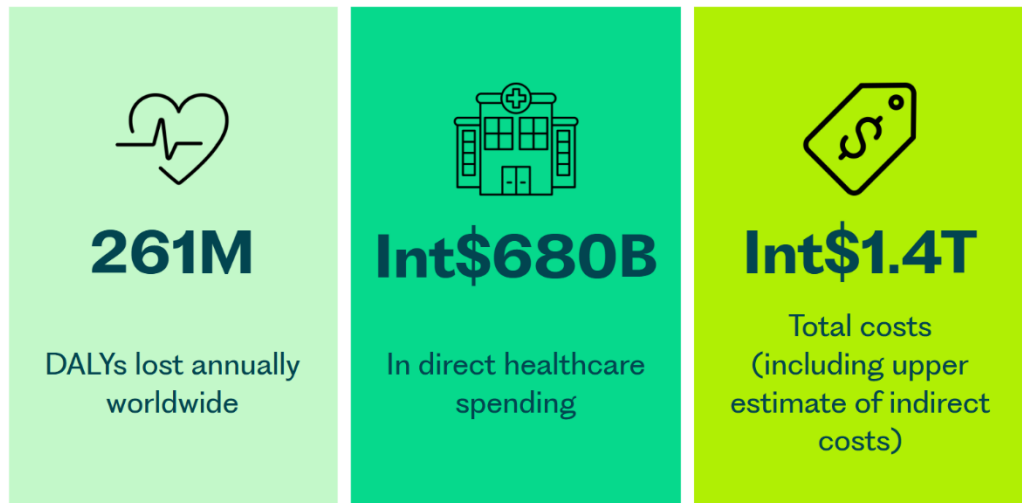 261M
DALYs lost annually
worldwide
Int$680B
In direct healthcare
spending
Int$1.4T
Total costs
(including upper
estimate of indirect
costs)